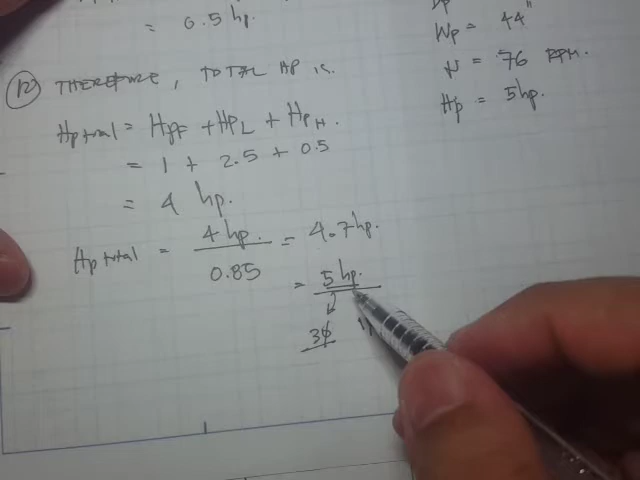 = 0.5 hp.
Wp = 44"
12 THEREFORE, TOTAL HP is.
V = 76 FPM.
Hp = 5hp.
Hp total = HpF + HPL + HPH.
= 1 + 2.5 + 0.5
= 4 hp.
Hp total = 4 hp. / 0.85 = 4.7 hp.
= 5 hp.
3ϕ